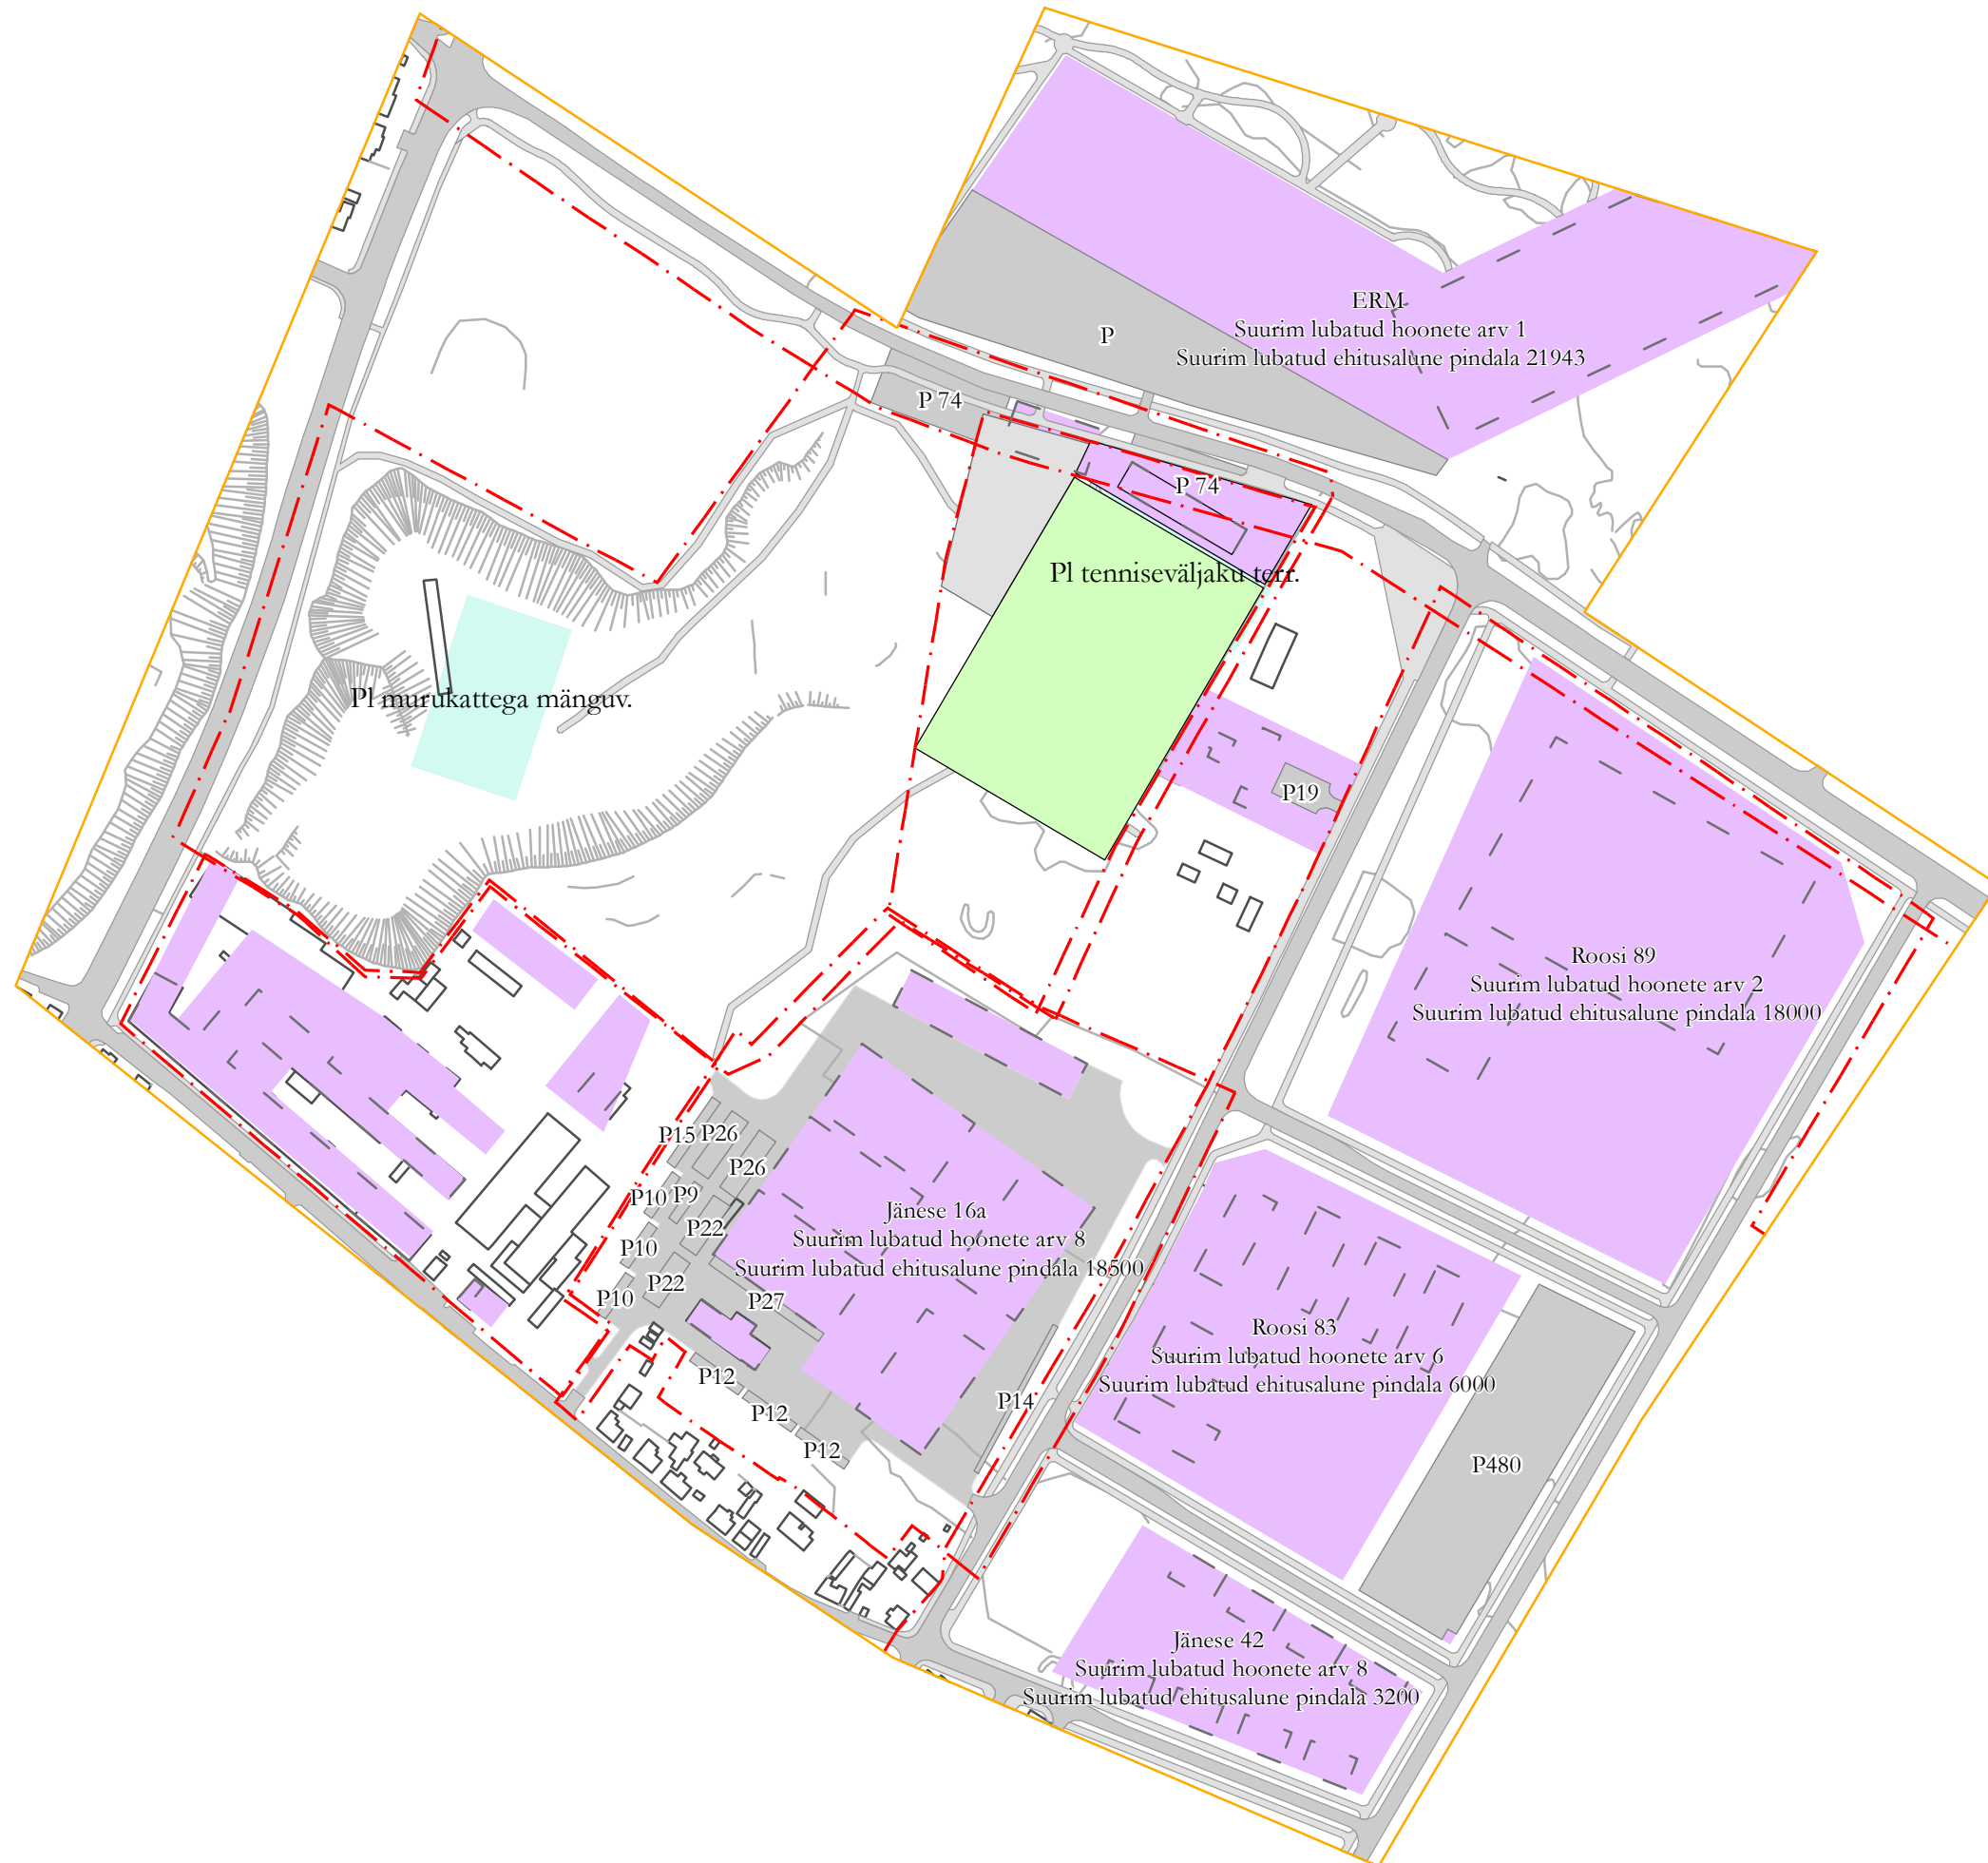 ERM
Suurim lubatud hoonete arv 1
Suurim lubatud ehitusalune pindala 21943
P
P 74
P 74
Pl tenniseväljaku terr.
Pl murukattega mänguv.
P19
Roosi 89
Suurim lubatud hoonete arv 2
Suurim lubatud ehitusalune pindala 18000
P15
P26
P26
P10
P9
P22
P10
P22
P10
P27
Jänese 16a
Suurim lubatud hoonete arv 8
Suurim lubatud ehitusalune pindala 18500
Roosi 83
Suurim lubatud hoonete arv 6
Suurim lubatud ehitusalune pindala 6000
P12
P12
P12
P14
P480
Jänese 42
Suurim lubatud hoonete arv 8
Suurim lubatud ehitusalune pindala 3200